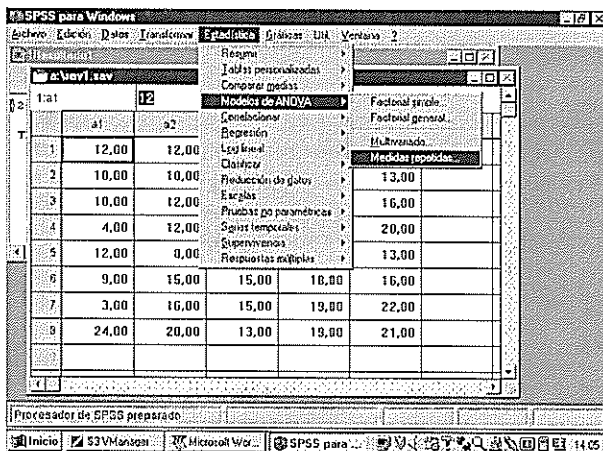 SPSS para Windows
Archivo Edición Datos Transformar Estadística Gráficas Util. Ventana ?
a:\mv1.sav
1:a1 12
a1 a2
Resumir
Tablas personalizadas
Comparar medias
Modelos de ANOVA
Correlacionar
Regresión
Log lineal
Clasificar
Reducción de datos
Escalas
Pruebas no paramétricas
Series temporales
Supervivencia
Respuestas múltiples
Factorial simple...
Factorial general...
Multivariado...
Medidas repetidas...
1 12,00 12,00
2 10,00 10,00 13,00
3 10,00 12,00 16,00
4 4,00 12,00 20,00
5 12,00 13,00
6 9,00 15,00 15,00 18,00 16,00
7 3,00 16,00 15,00 19,00 22,00
8 24,00 20,00 13,00 19,00 21,00
Procesador de SPSS preparado
Inicio S3 VManager Microsoft Wor... SPSS para ... 14:05